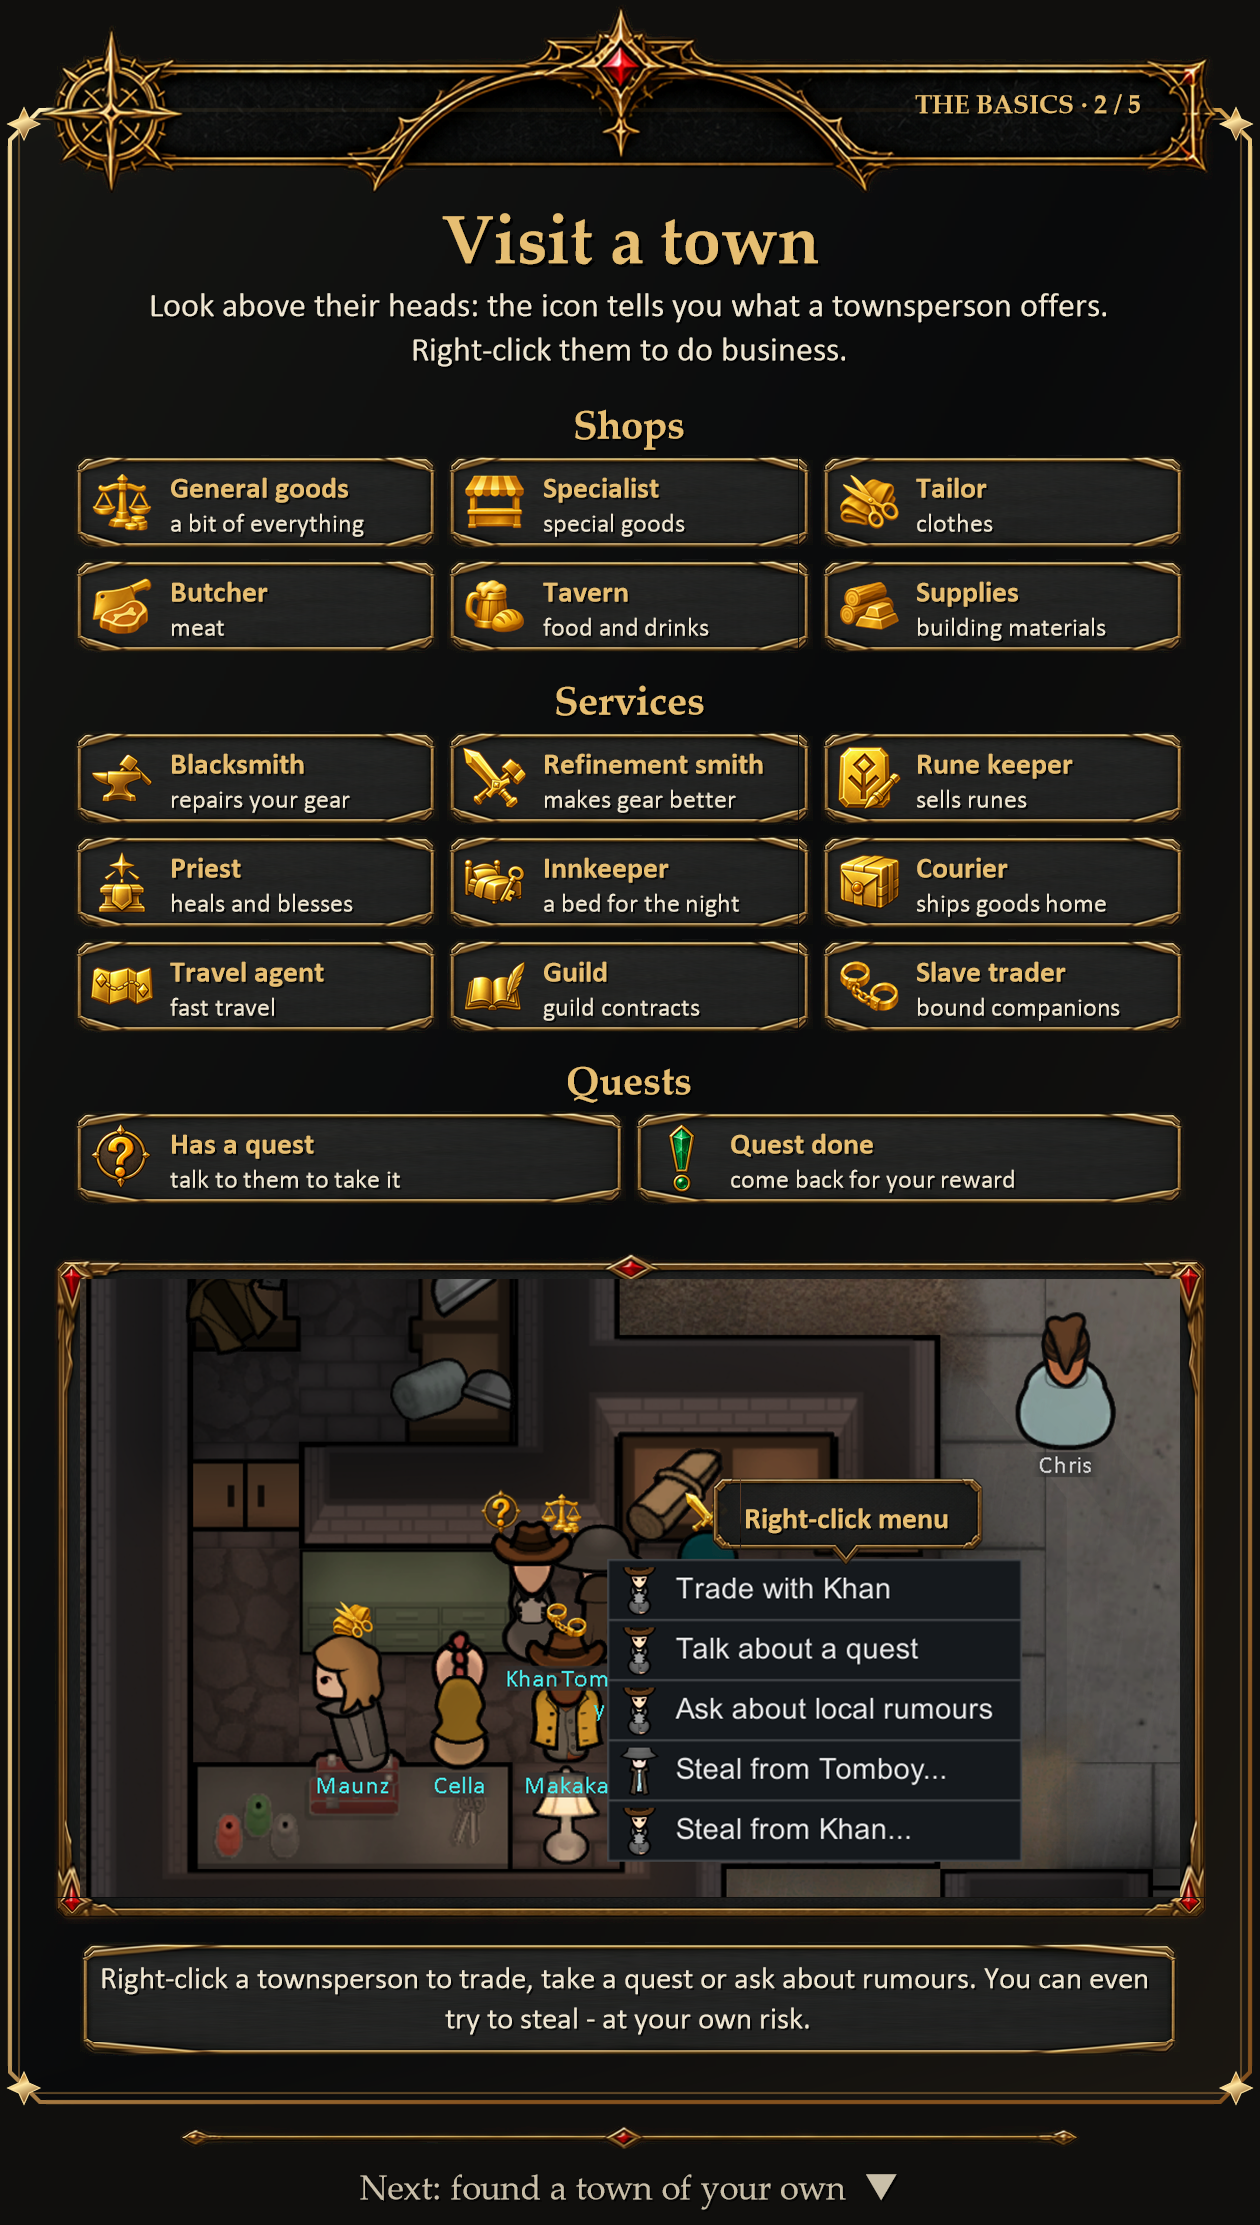 THE BASICS · 2 / 5
Visit a town
Look above their heads: the icon tells you what a townsperson offers.
Right-click them to do business.
Shops
General goods
a bit of everything
Specialist
special goods
Tailor
clothes
Butcher
meat
Tavern
food and drinks
Supplies
building materials
Services
Blacksmith
repairs your gear
Refinement smith
makes gear better
Rune keeper
sells runes
Priest
heals and blesses
Innkeeper
a bed for the night
Courier
ships goods home
Travel agent
fast travel
Guild
guild contracts
Slave trader
bound companions
Quests
Has a quest
talk to them to take it
Quest done
come back for your reward
Chris
Right-click menu
Trade with Khan
Talk about a quest
Ask about local rumours
Steal from Tomboy...
Steal from Khan...
Khan Tom
y
Maunz
Cella
Makaka
Right-click a townsperson to trade, take a quest or ask about rumours. You can even
try to steal - at your own risk.
Next: found a town of your own ▼